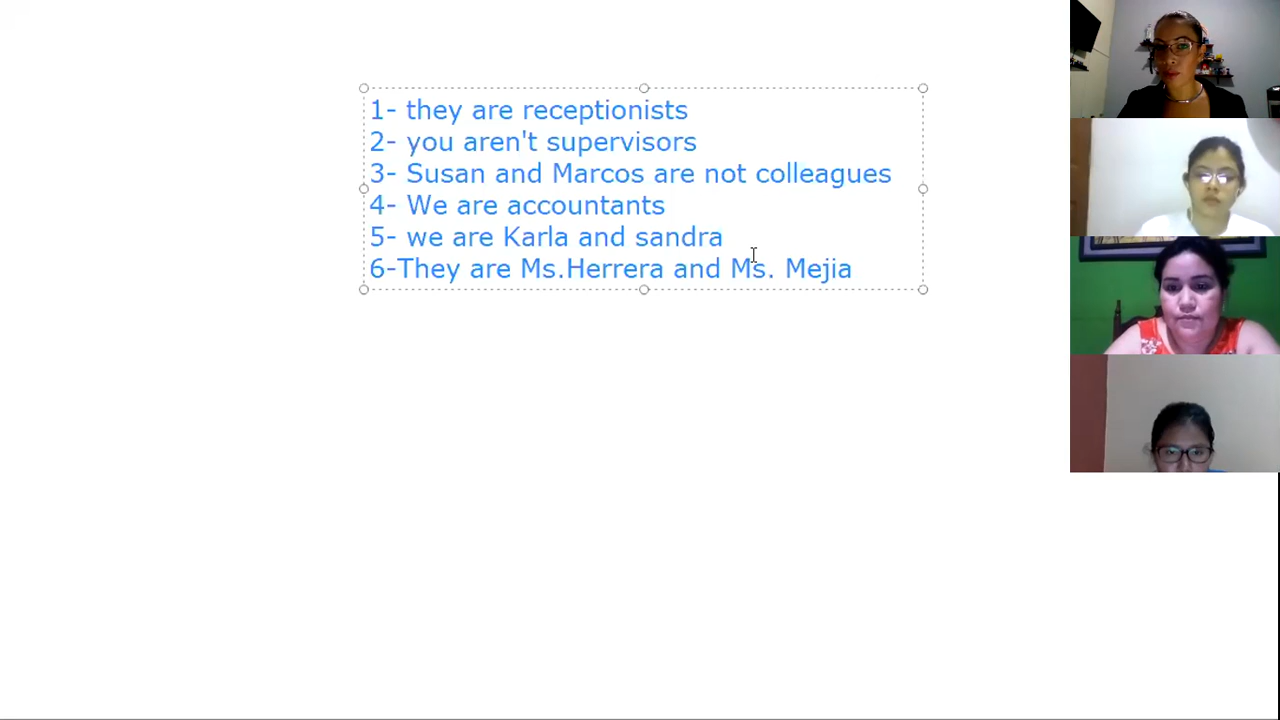 1- they are receptionists
2- you aren't supervisors
3- Susan and Marcos are not colleagues
4- We are accountants
5- we are Karla and sandra
6-They are Ms.Herrera and Ms. Mejia